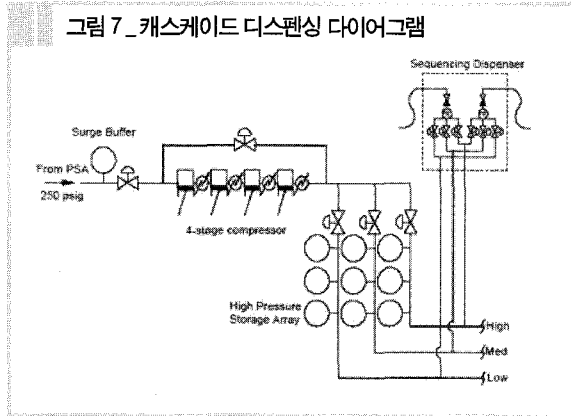 그림 7 _ 캐스케이드 디스펜싱 다이어그램
Sequencing Dispenser
Surge Buffer
From PSA
250 psig
4-stage compressor
High Pressure
Storage Array
High
Med
Low